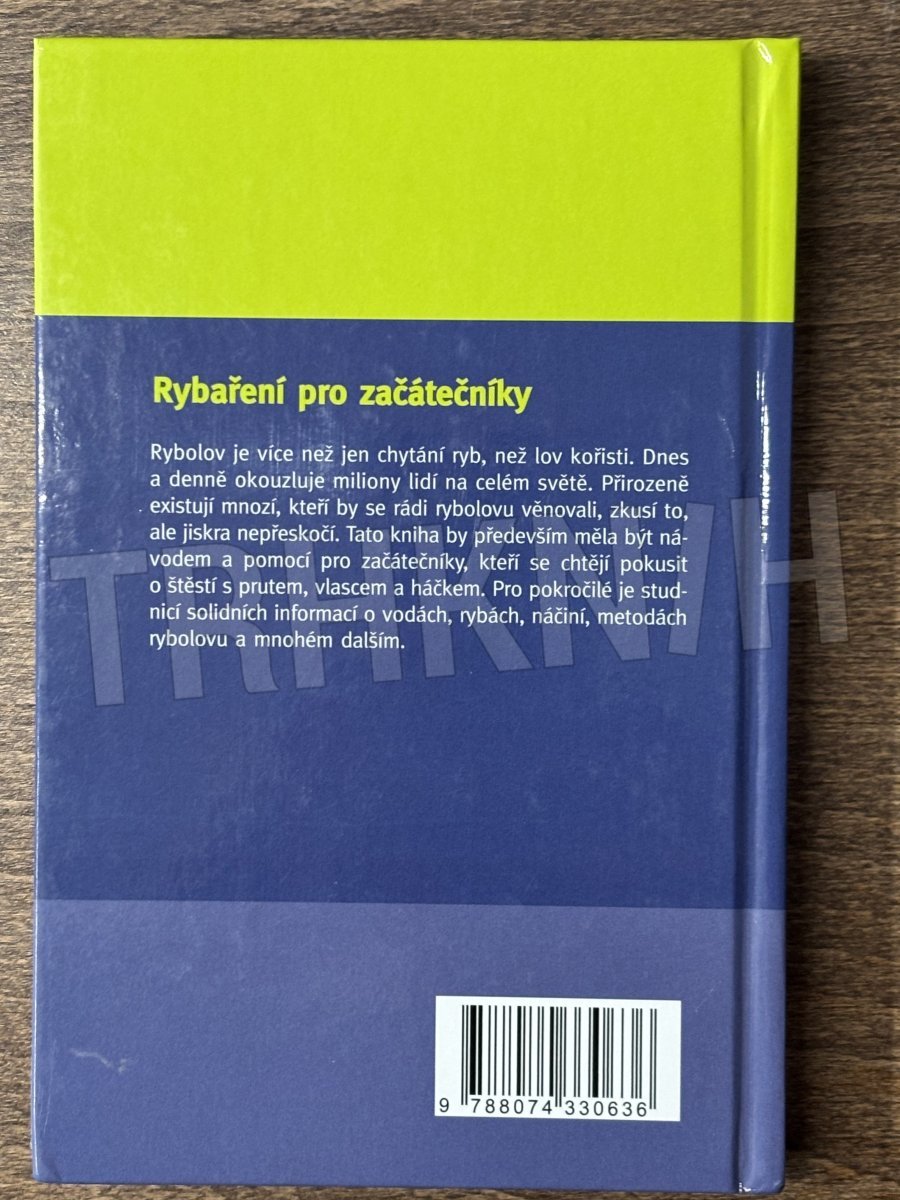 Rybaření pro začátečníky
Rybolov je více než jen chytání ryb, než lov kořisti. Dnes
a denně okouzluje miliony lidí na celém světě. Přirozeně
existují mnozí, kteří by se rádi rybolovu věnovali, zkusí to,
ale jiskra nepřeskočí. Tato kniha by především měla být ná-
vodem a pomocí pro začátečníky, kteří se chtějí pokusit
o štěstí s prutem, vlascem a háčkem. Pro pokročilé je stud-
nicí solidních informací o vodách, rybách, náčiní, metodách
rybolovu a mnohém dalším.
TRHKNIH
9 788074 330636